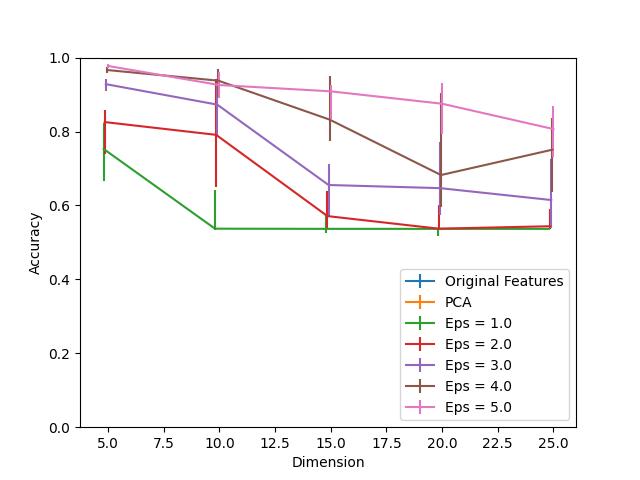 1.0
0.8
0.6
0.4
0.2
0.0
Accuracy
5.0 7.5 10.0 12.5 15.0 17.5 20.0 22.5 25.0
Dimension
Original Features
PCA
Eps = 1.0
Eps = 2.0
Eps = 3.0
Eps = 4.0
Eps = 5.0